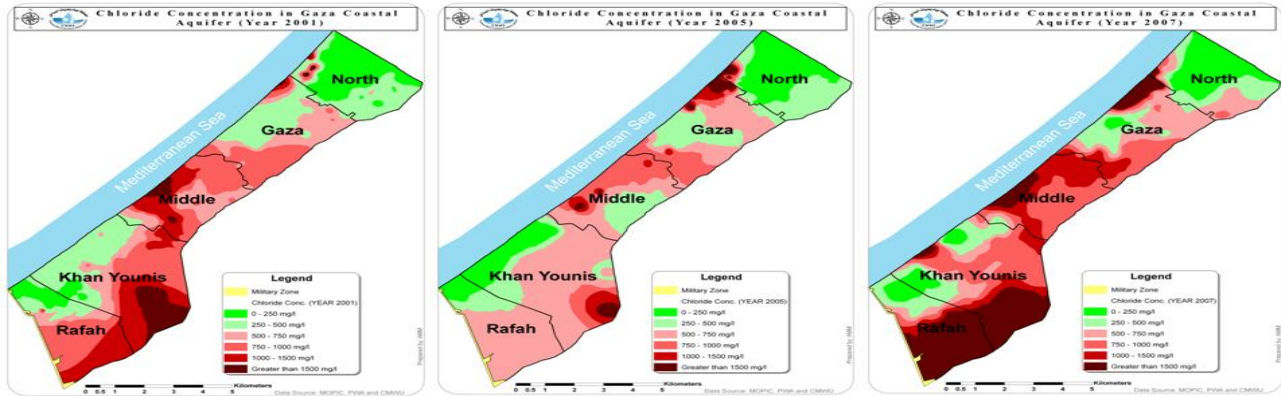 Chloride Concentration in Gaza Coastal
Aquifer (Year 2001)
North
Gaza
Mediterranean Sea
Middle
Khan Younis
Rafah
Legend
Military Zone
Chloride Conc. (YEAR 2001)
0 - 250 mg/l
250 - 500 mg/l
500 - 750 mg/l
750 - 1000 mg/l
1000 - 1500 mg/l
Greater than 1500 mg/l
Kilometers
0 0.5 1 2 3 4 5
Data Source: MOPIC, PWA and CMWU
Chloride Concentration in Gaza Coastal
Aquifer (Year 2005)
North
Gaza
Mediterranean Sea
Middle
Khan Younis
Rafah
Legend
Military Zone
Chloride Conc. (YEAR 2005)
0 - 250 mg/l
250 - 500 mg/l
500 - 750 mg/l
750 - 1000 mg/l
1000 - 1500 mg/l
Greater than 1500 mg/l
Kilometers
0 0.5 1 2 3 4 5
Data Source: MOPIC, PWA and CMWU
Chloride Concentration in Gaza Coastal
Aquifer (Year 2007)
North
Gaza
Mediterranean Sea
Middle
Khan Younis
Rafah
Legend
Military Zone
Chloride Conc. (YEAR 2007)
0 - 250 mg/l
250 - 500 mg/l
500 - 750 mg/l
750 - 1000 mg/l
1000 - 1500 mg/l
Greater than 1500 mg/l
Kilometers
0 0.5 1 2 3 4 5
Data Source: MOPIC, PWA and CMWU